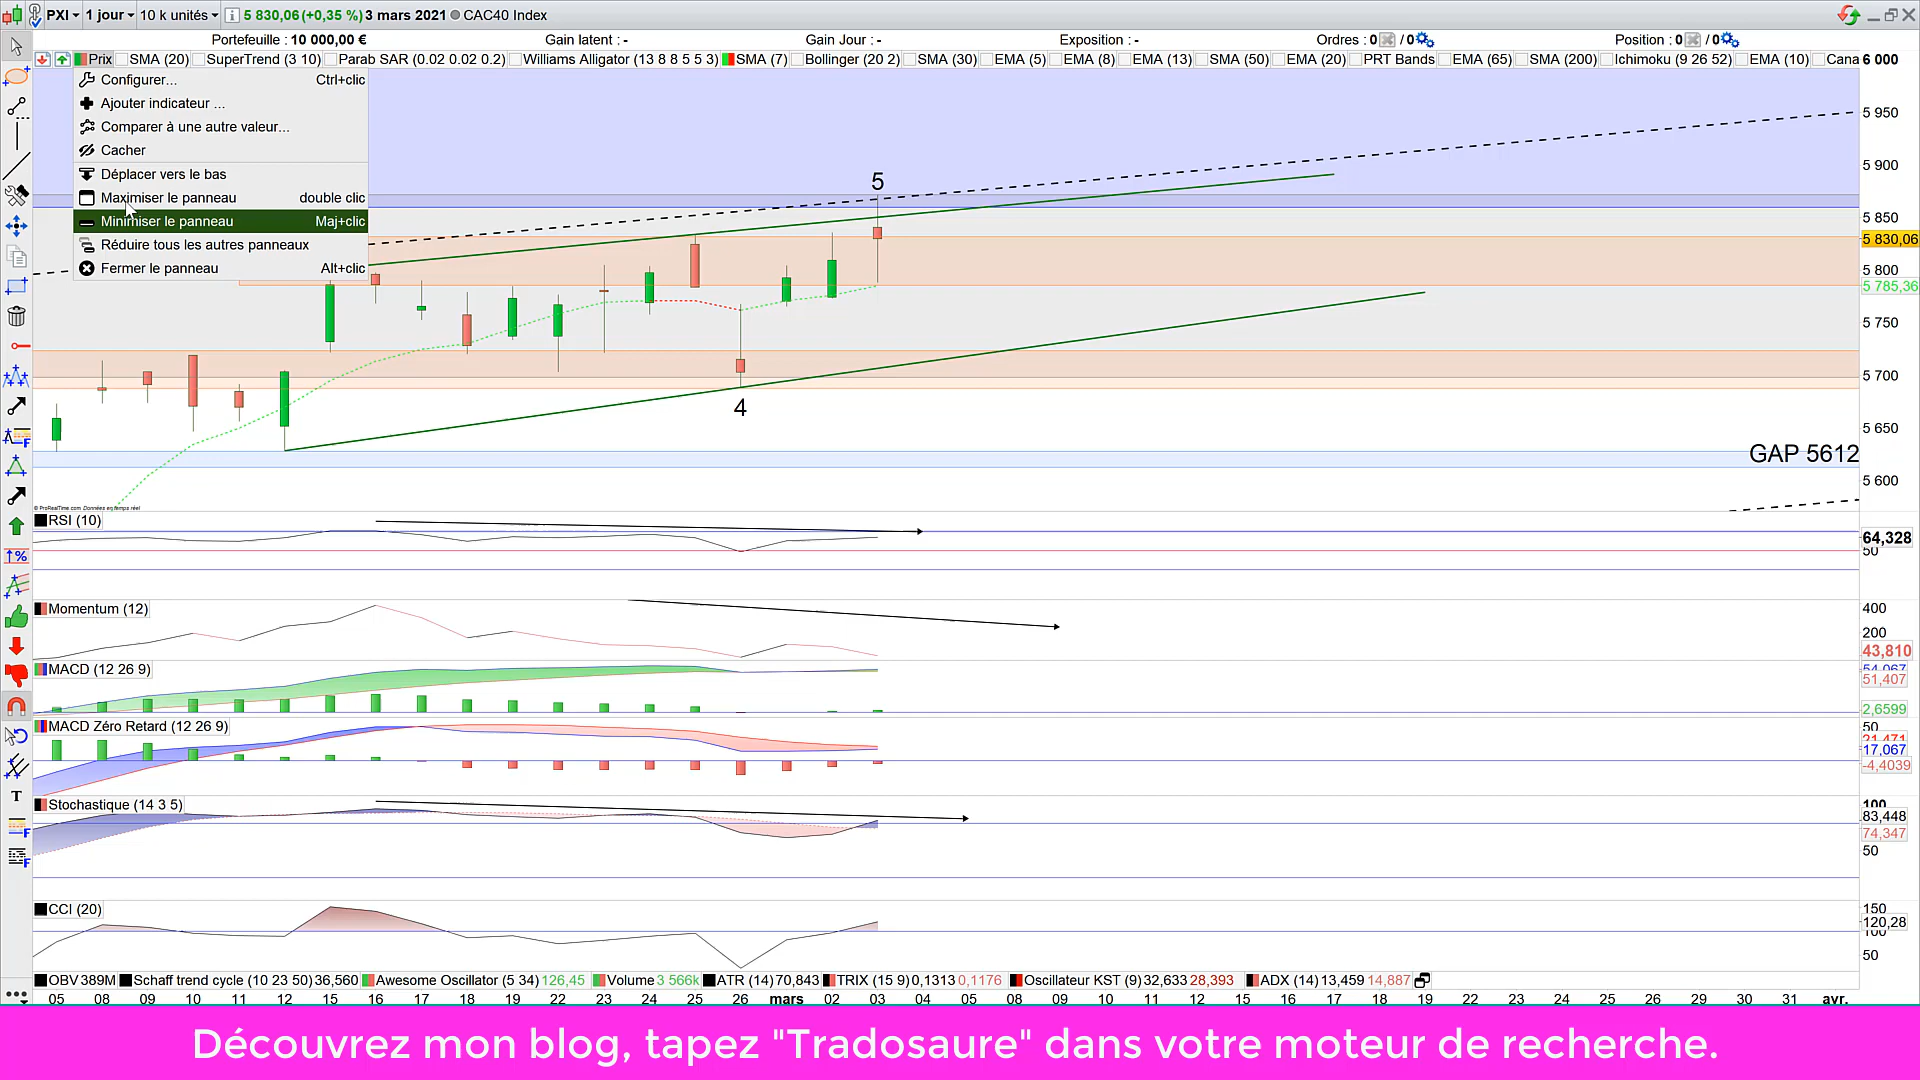 PXI 1 jour 10 k unités 5 830,06 (+0,35 %) 3 mars 2021 CAC40 Index
Portefeuille : 10 000,00 € Gain latent : - Gain Jour : - Exposition : - Ordres : 0 / 0 Position : 0 / 0
Prix SMA (20) SuperTrend (3 10) Parab SAR (0.02 0.02 0.2) Williams Alligator (13 8 8 5 5 3) SMA (7) Bollinger (20 2) SMA (30) EMA (5) EMA (8) EMA (13) SMA (50) EMA (20) PRT Bands EMA (65) SMA (200) Ichimoku (9 26 52) EMA (10) Cana 6 000
Configurer... Ctrl+clic
Ajouter indicateur ...
Comparer à une autre valeur...
Cacher
Déplacer vers le bas
Maximiser le panneau double clic
Minimiser le panneau Maj+clic
Réduire tous les autres panneaux
Fermer le panneau Alt+clic
5 950
5 900
5
5 850
5 830,06
5 800
5 785,36
5 750
5 700
4
5 650
GAP 5612
5 600
© ProRealTime.com Données en temps réel
RSI (10)
64,328
50
Momentum (12) 400
200
43,810
MACD (12 26 9) 54,067
51,407
2,6599
MACD Zéro Retard (12 26 9) 50
21,471
17,067
-4,4039
Stochastique (14 3 5) 100
83,448
74,347
50
CCI (20) 150
120,28
100
50
OBV 389M Schaff trend cycle (10 23 50) 36,560 Awesome Oscillator (5 34) 126,45 Volume 3 566k ATR (14) 70,843 TRIX (15 9) 0,1313 0,1176 Oscillateur KST (9) 32,633 28,393 ADX (14) 13,459 14,887
05 08 09 10 11 12 15 16 17 18 19 22 23 24 25 26 mars 02 03 04 05 08 09 10 11 12 15 16 17 18 19 22 23 24 25 26 29 30 31 avr.
Découvrez mon blog, tapez "Tradosaure" dans votre moteur de recherche.